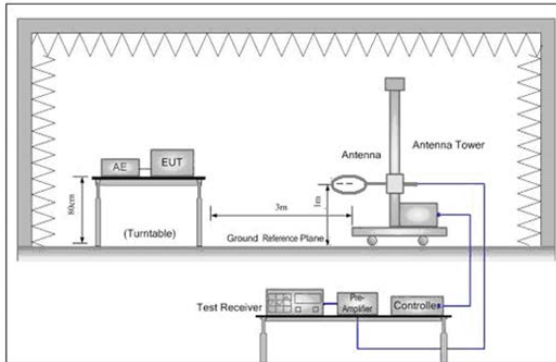 AE
EUT
80cm
(Turntable)
3m
1m
Antenna
Antenna Tower
Ground Reference Plane
Test Receiver
Pre-
Amplifier
Controller